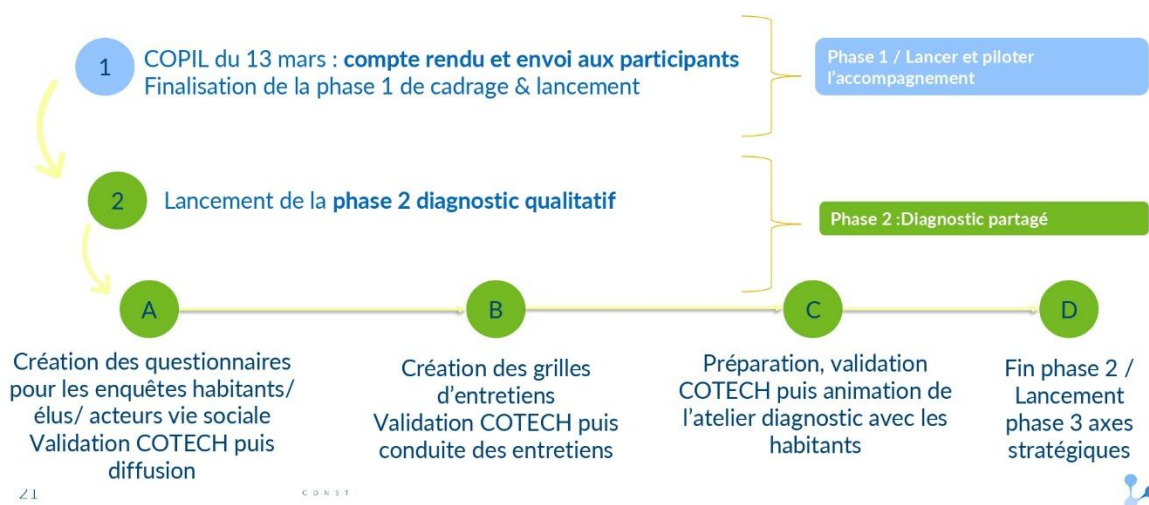 1
COPIL du 13 mars : compte rendu et envoi aux participants
Finalisation de la phase 1 de cadrage & lancement
Phase 1 / Lancer et piloter
l'accompagnement
2
Lancement de la phase 2 diagnostic qualitatif
Phase 2 :Diagnostic partagé
A
B
C
D
Création des questionnaires
pour les enquêtes habitants/
élus/ acteurs vie sociale
Validation COTECH puis
diffusion
Création des grilles
d'entretiens
Validation COTECH puis
conduite des entretiens
Préparation, validation
COTECH puis animation de
l'atelier diagnostic avec les
habitants
Fin phase 2 /
Lancement
phase 3 axes
stratégiques
21
CONST